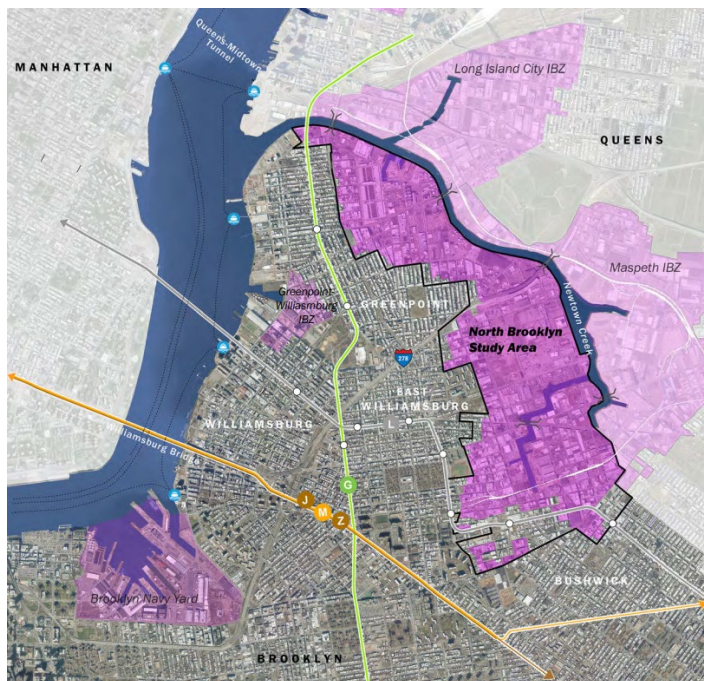 Queens-Midtown
Tunnel
MANHATTAN
Long Island City IBZ
QUEENS
Maspeth IBZ
Greenpoint-
Williasmburg
IBZ
GREENPOINT
Newtown Creek
North Brooklyn
Study Area
278
EAST
WILLIAMSBURG
WILLIAMSBURG
L
Williamsburg Bridge
G
J
M
Z
BUSHWICK
Brooklyn Navy Yard
BROOKLYN